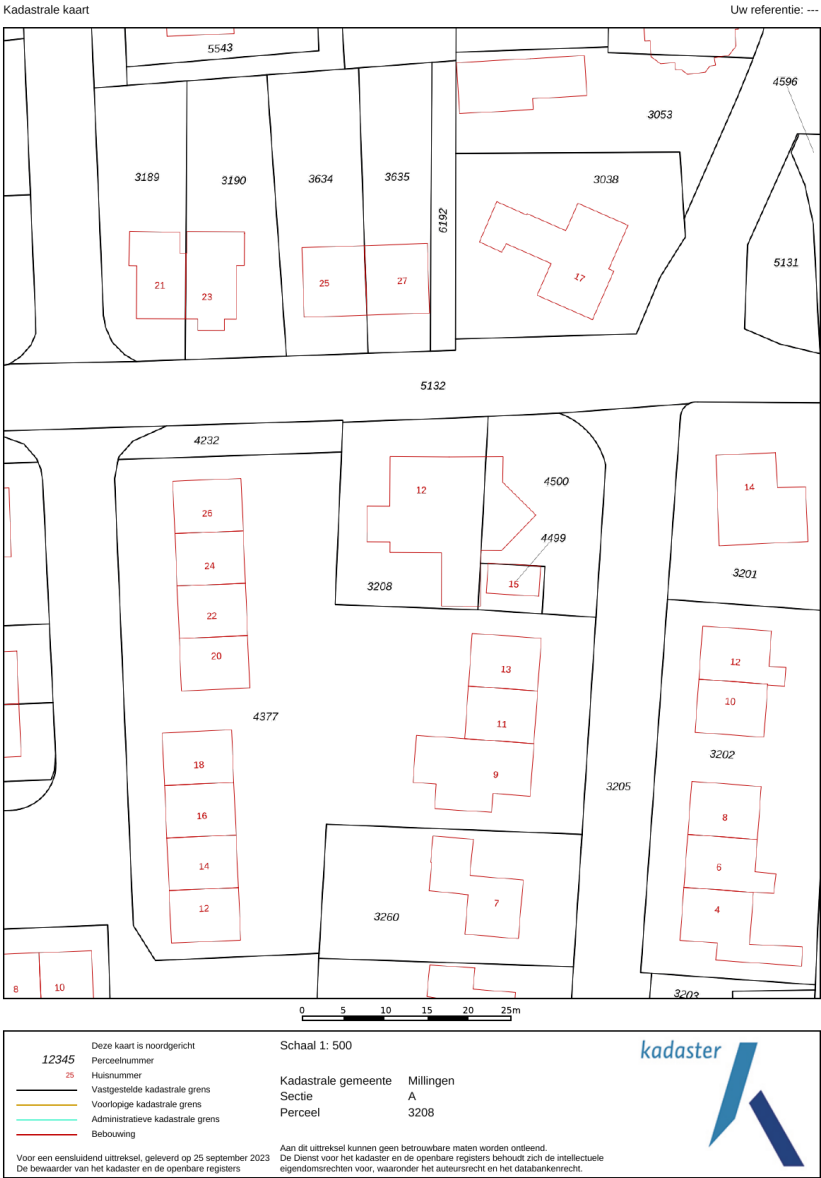 Kadastrale kaart
Uw referentie: ---
5543
4596
3053
3189
3190
3634
3635
3038
6192
5131
21
23
25
27
17
5132
4232
12
4500
14
26
4499
24
3208
15
3201
22
20
13
12
10
4377
11
3202
18
9
3205
16
8
14
6
12
7
4
3260
8
10
3203
0 5 10 15 20 25m
Deze kaart is noordgericht
12345 Perceelnummer
25 Huisnummer
Vastgestelde kadastrale grens
Voorlopige kadastrale grens
Administratieve kadastrale grens
Bebouwing
Voor een eensluidend uittreksel, geleverd op 25 september 2023
De bewaarder van het kadaster en de openbare registers
Schaal 1: 500
Kadastrale gemeente Millingen
Sectie A
Perceel 3208
Aan dit uittreksel kunnen geen betrouwbare maten worden ontleend.
De Dienst voor het kadaster en de openbare registers behoudt zich de intellectuele
eigendomsrechten voor, waaronder het auteursrecht en het databankenrecht.
kadaster